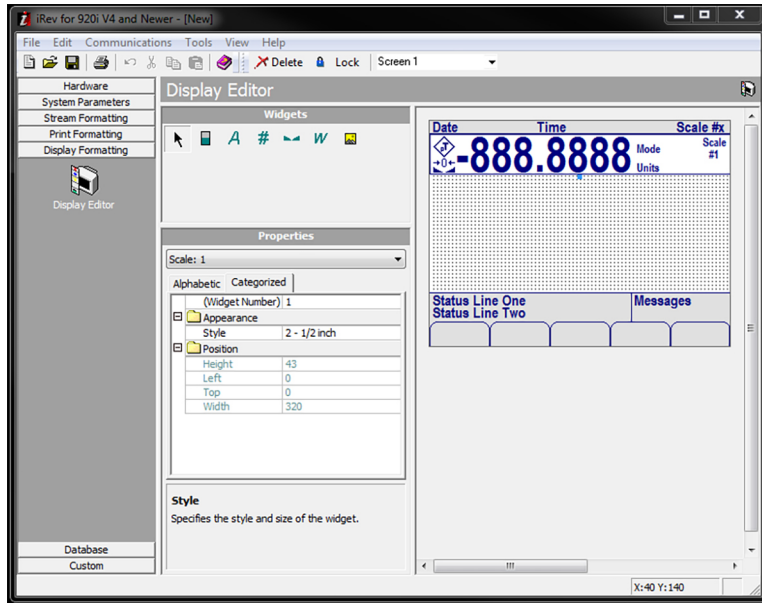 iRev for 920i V4 and Newer - [New]
File Edit Communications Tools View Help
Delete Lock Screen 1
Hardware
System Parameters
Stream Formatting
Print Formatting
Display Formatting
Display Editor
Database
Custom
Display Editor
Widgets
A # W
Properties
Scale: 1
Alphabetic Categorized
(Widget Number) 1
Appearance
Style 2 - 1/2 inch
Position
Height 43
Left 0
Top 0
Width 320
Style
Specifies the style and size of the widget.
Date Time Scale #x
-888.8888
→0←
Mode
Units
Scale
#1
Status Line One
Status Line Two
Messages
X:40 Y:140